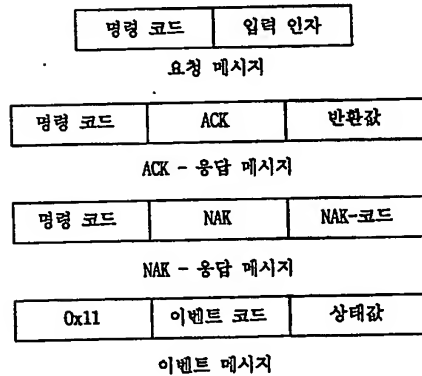 명령 코드 입력 인자
요청 메시지
명령 코드 ACK 반환값
ACK - 응답 메시지
명령 코드 NAK NAK-코드
NAK - 응답 메시지
0x11 이벤트 코드 상태값
이벤트 메시지